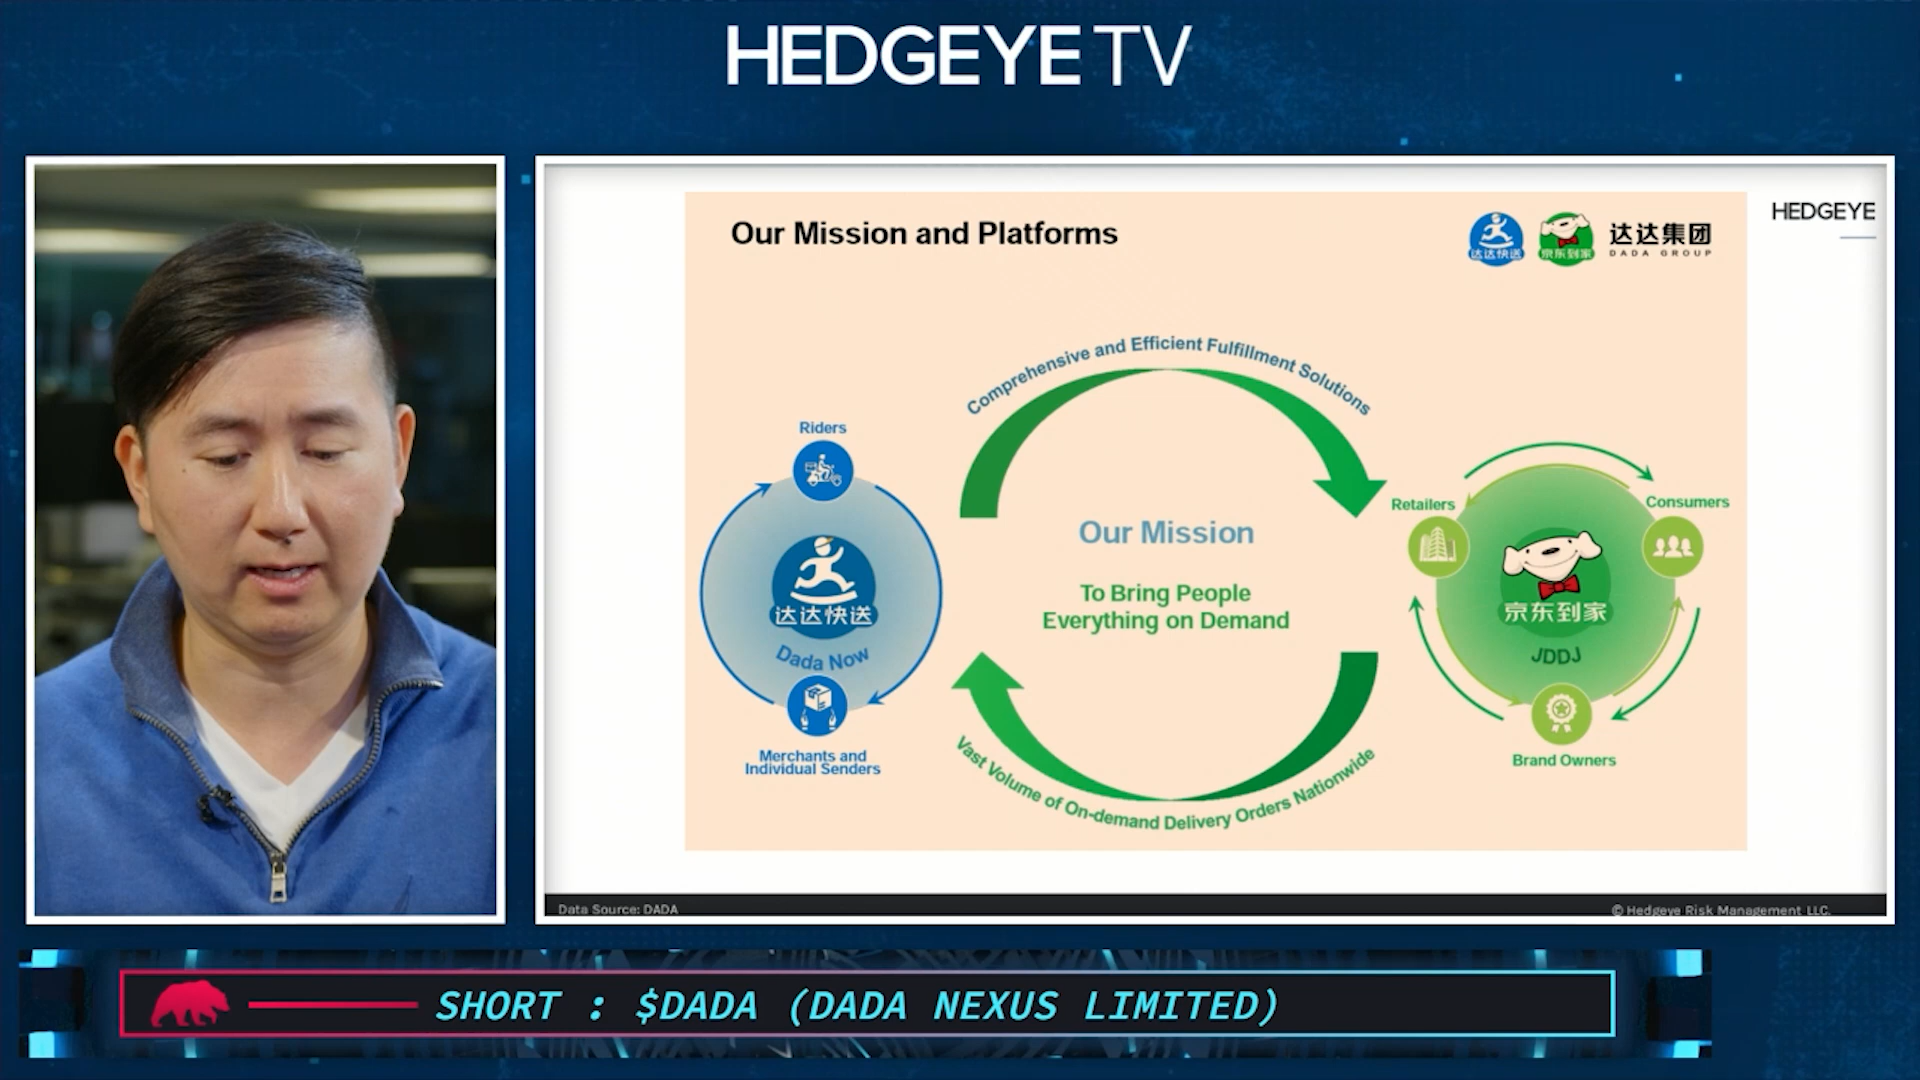 HEDGEYE TV
HEDGEYE
Our Mission and Platforms
达达快送
京东到家
达达集团
DADA GROUP
Comprehensive and Efficient Fulfillment Solutions
Riders
达达快送
Dada Now
Merchants and
Individual Senders
Our Mission
To Bring People
Everything on Demand
Retailers
Consumers
京东到家
JDDJ
Brand Owners
Vast Volume of On-demand Delivery Orders Nationwide
Data Source: DADA
© Hedgeye Risk Management LLC.
SHORT : $DADA (DADA NEXUS LIMITED)